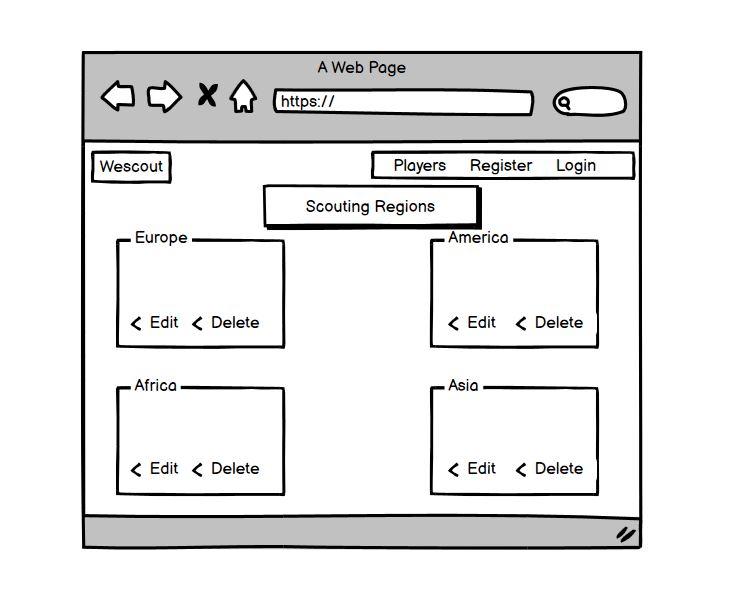 A Web Page
https://
Wescout
Players Register Login
Scouting Regions
Europe
America
< Edit < Delete
< Edit < Delete
Africa
Asia
< Edit < Delete
< Edit < Delete